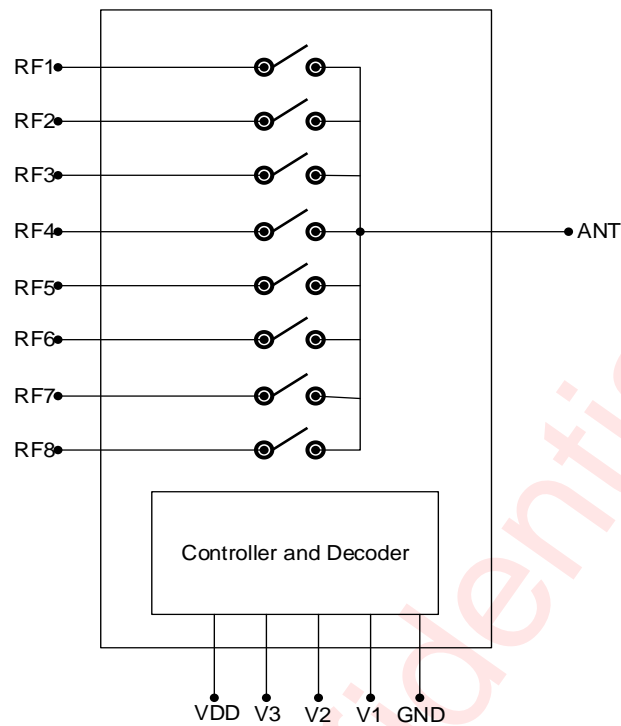 RF1
RF2
RF3
RF4
ANT
RF5
RF6
RF7
RF8
Controller and Decoder
VDD V3 V2 V1 GND